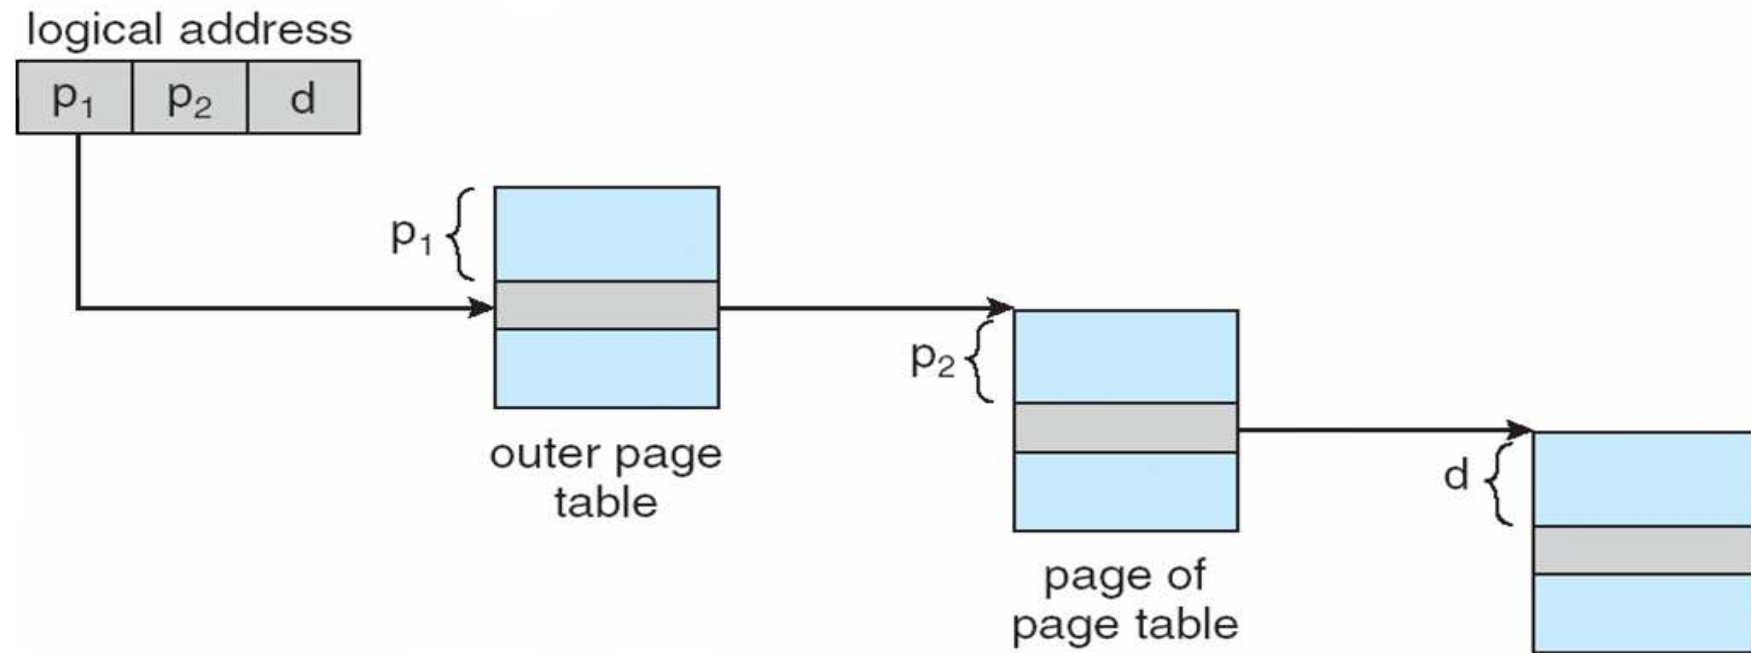 logical address
p₁ p₂ d
p₁
outer page
table
p₂
page of
page table
d